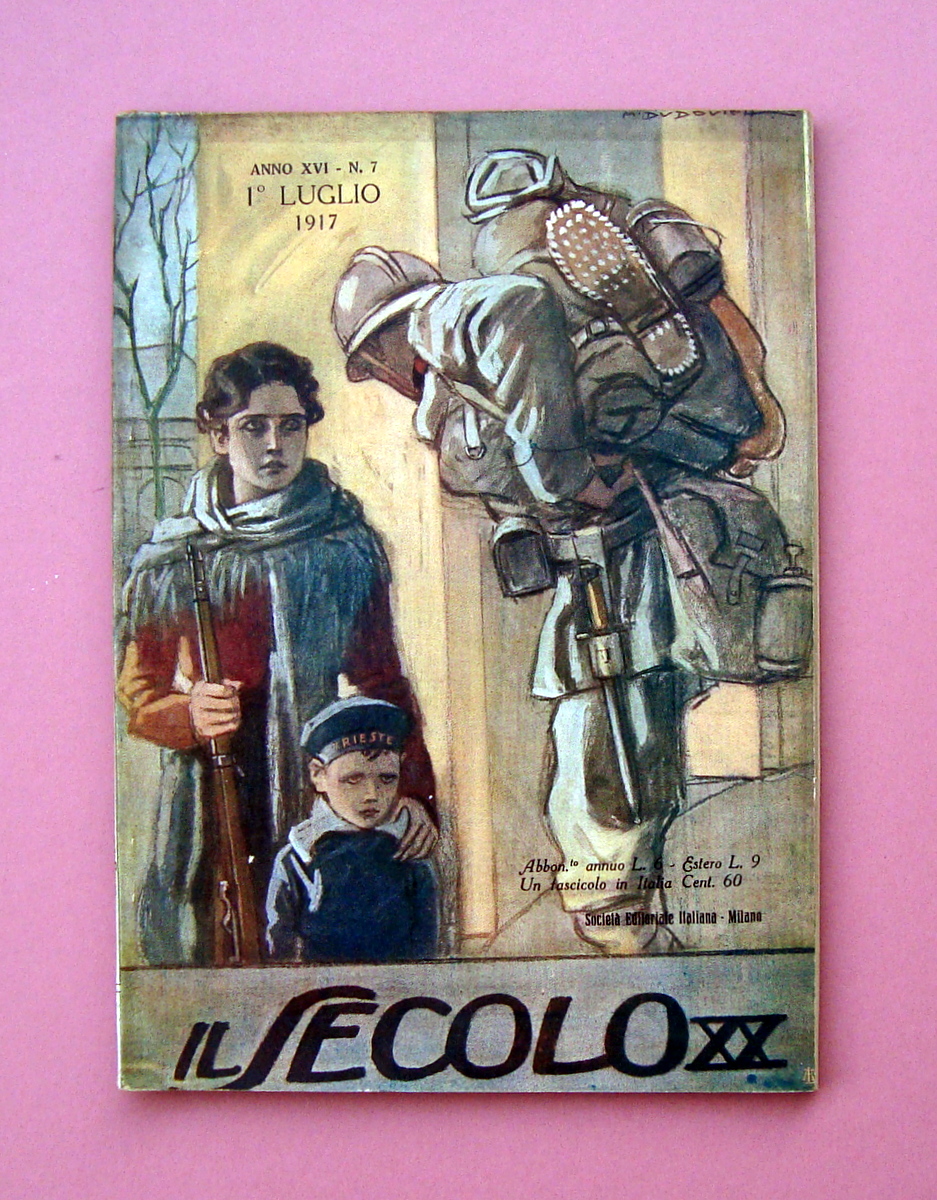 M. DUDOVICH
ANNO XVI - N. 7
1° LUGLIO
1917
RIESTE
Abbon.to annuo L. 6 - Estero L. 9
Un fascicolo in Italia Cent. 60
Società Editoriale Italiana - Milano
IL SECOLO XX